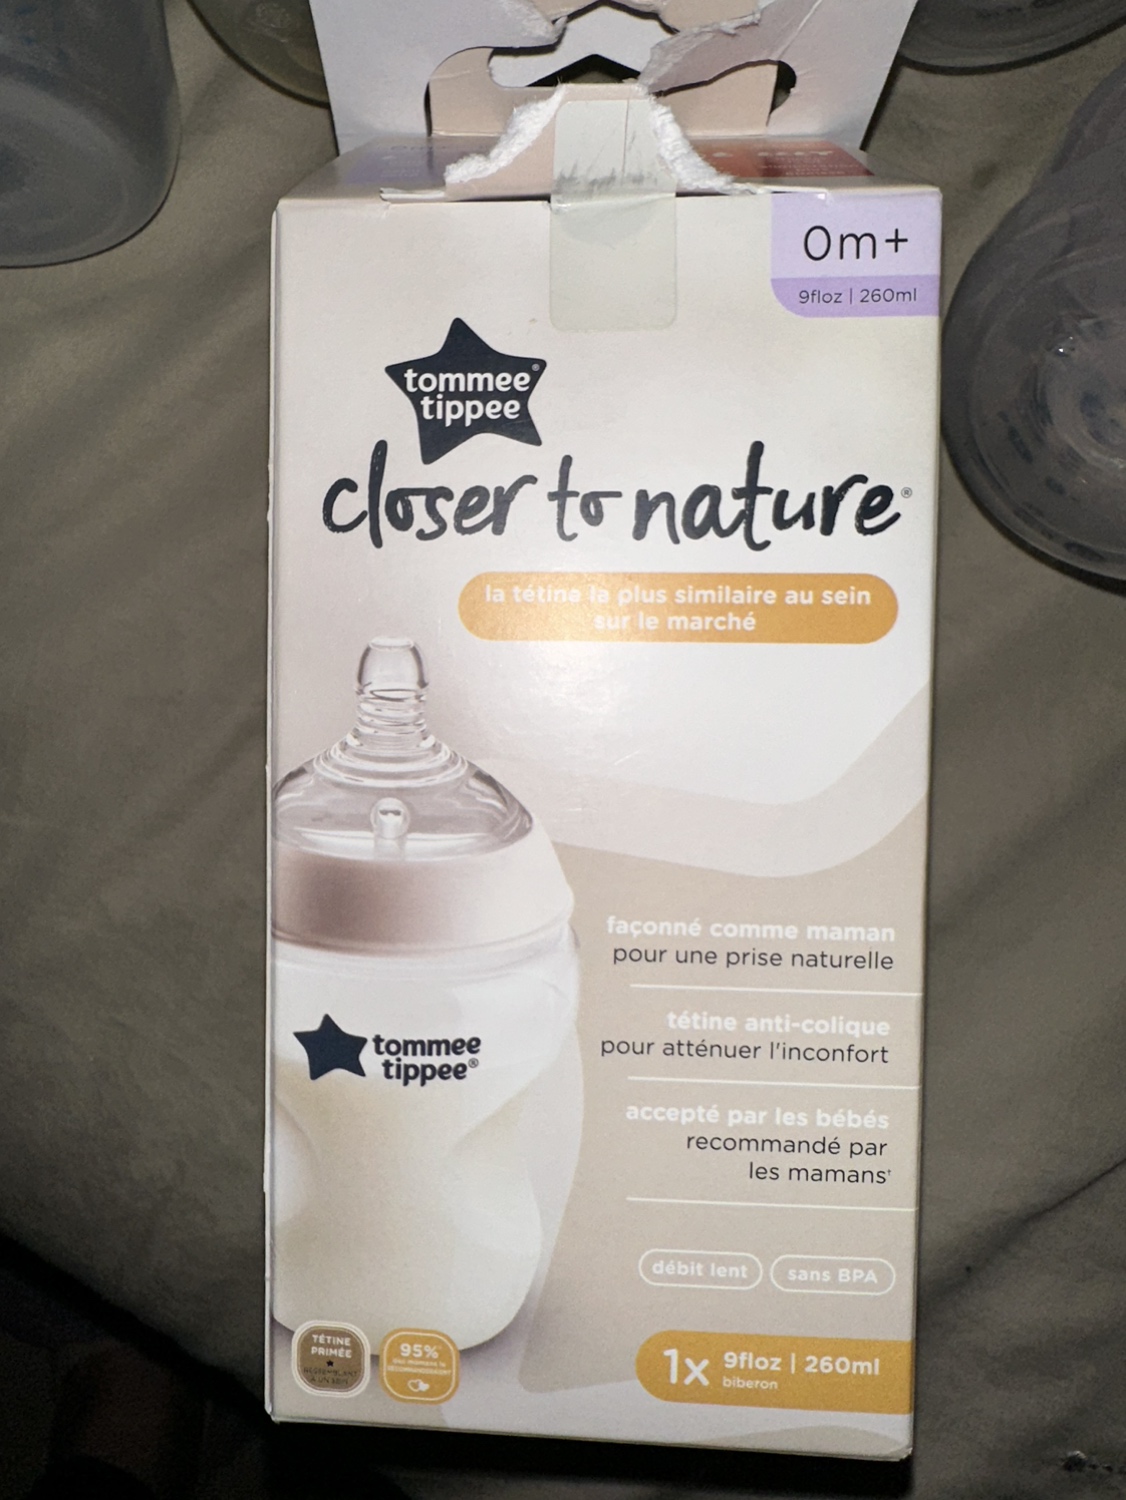 0m+
9floz | 260ml
tommee®
tippee
closer to nature®
la tétine la plus similaire au sein
sur le marché
façonné comme maman
pour une prise naturelle
tétine anti-colique
pour atténuer l'inconfort
tommee
tippee®
accepté par les bébés
recommandé par
les mamans†
débit lent
sans BPA
TÉTINE
PRIMÉE
95%
1x 9floz | 260ml
biberon